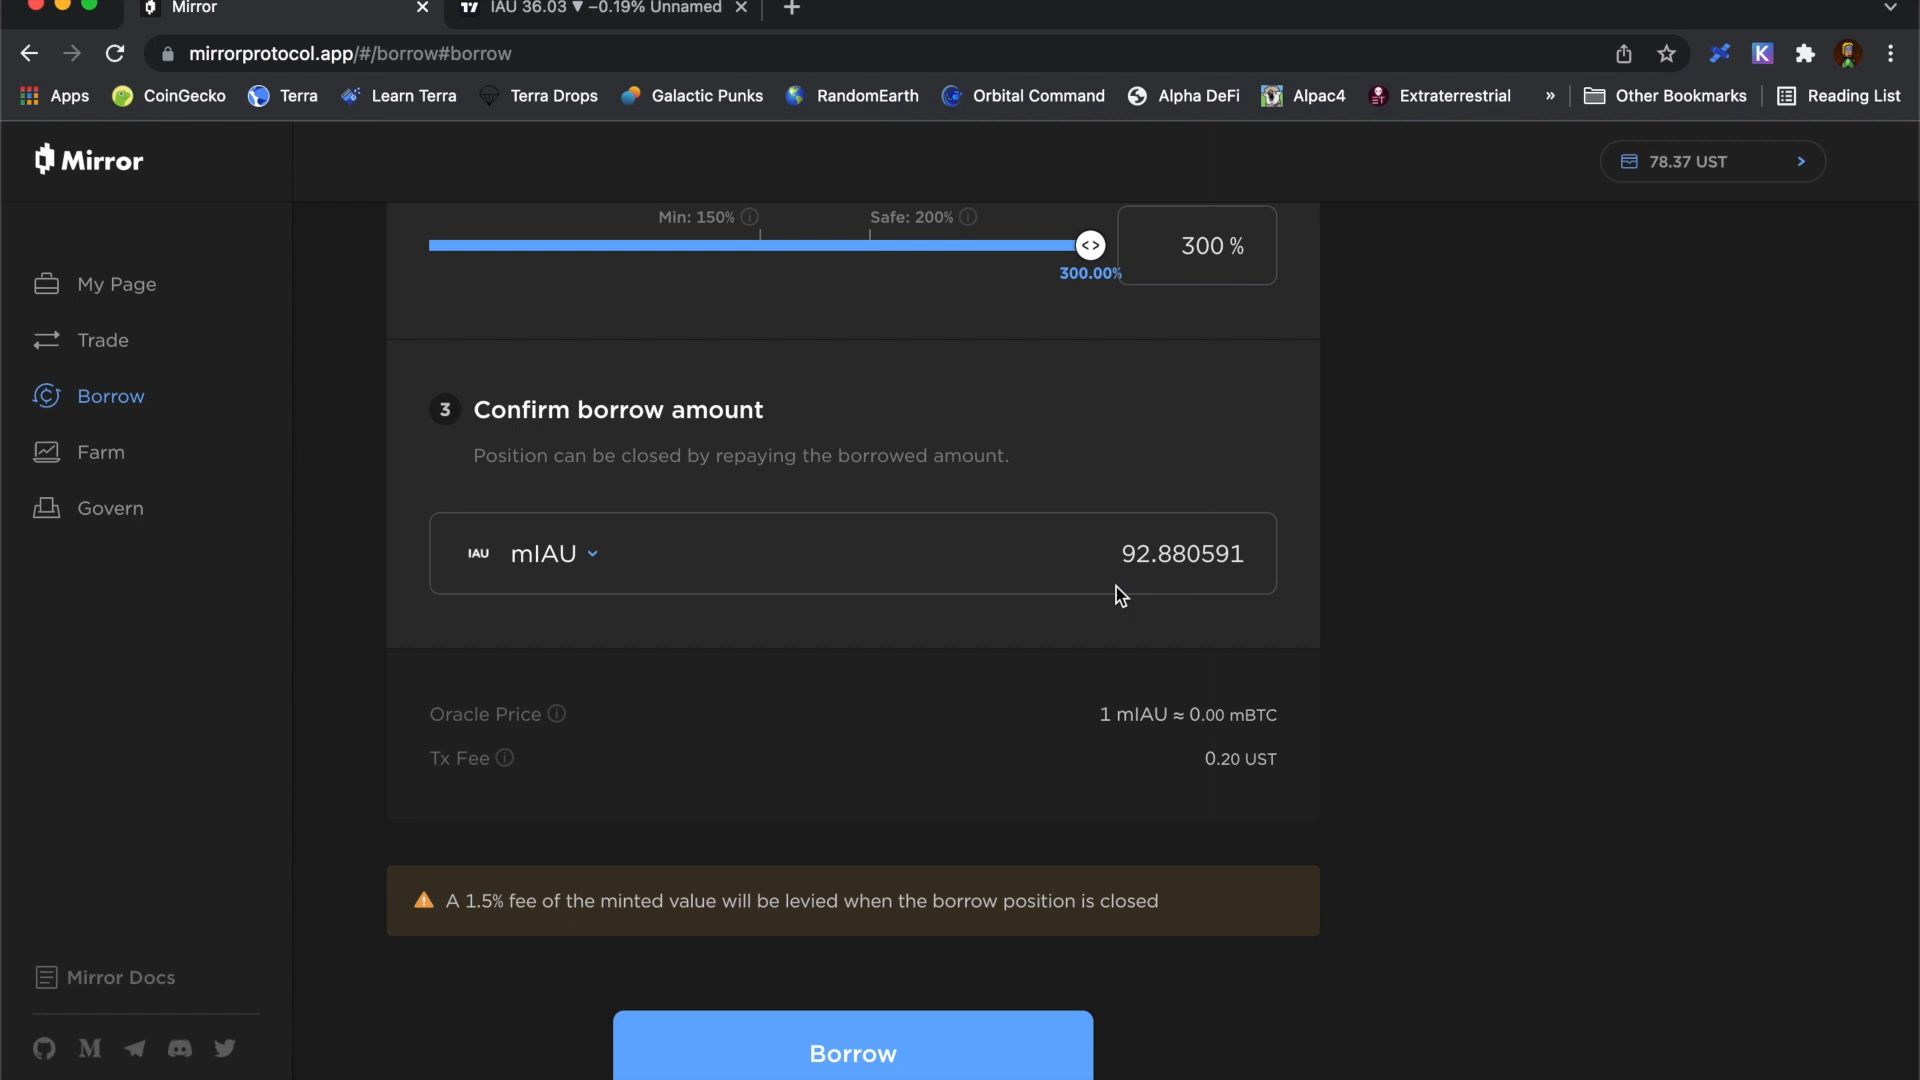 Mirror
IAU 36.03 ▼ −0.19% Unnamed
mirrorprotocol.app/#/borrow#borrow
K
Apps
CoinGecko
Terra
Learn Terra
Terra Drops
Galactic Punks
RandomEarth
Orbital Command
Alpha DeFi
Alpac4
Extraterrestrial
»
Other Bookmarks
Reading List
Mirror
78.37 UST
My Page
Trade
Borrow
Farm
Govern
Mirror Docs
Min: 150%
Safe: 200%
300 %
300.00%
3 Confirm borrow amount
Position can be closed by repaying the borrowed amount.
IAU mIAU 92.880591
Oracle Price 1 mIAU ≈ 0.00 mBTC
Tx Fee 0.20 UST
A 1.5% fee of the minted value will be levied when the borrow position is closed
Borrow